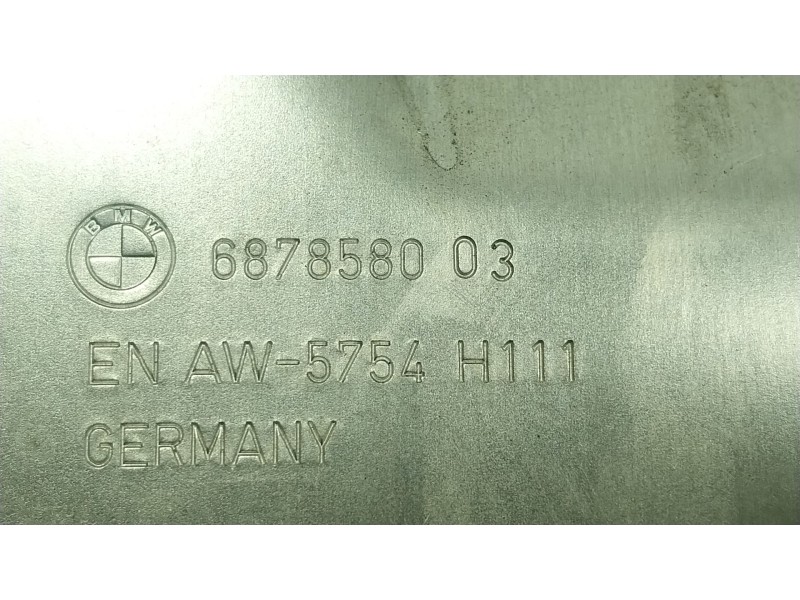 BMW
6878580 03
EN AW-5754 H111
GERMANY